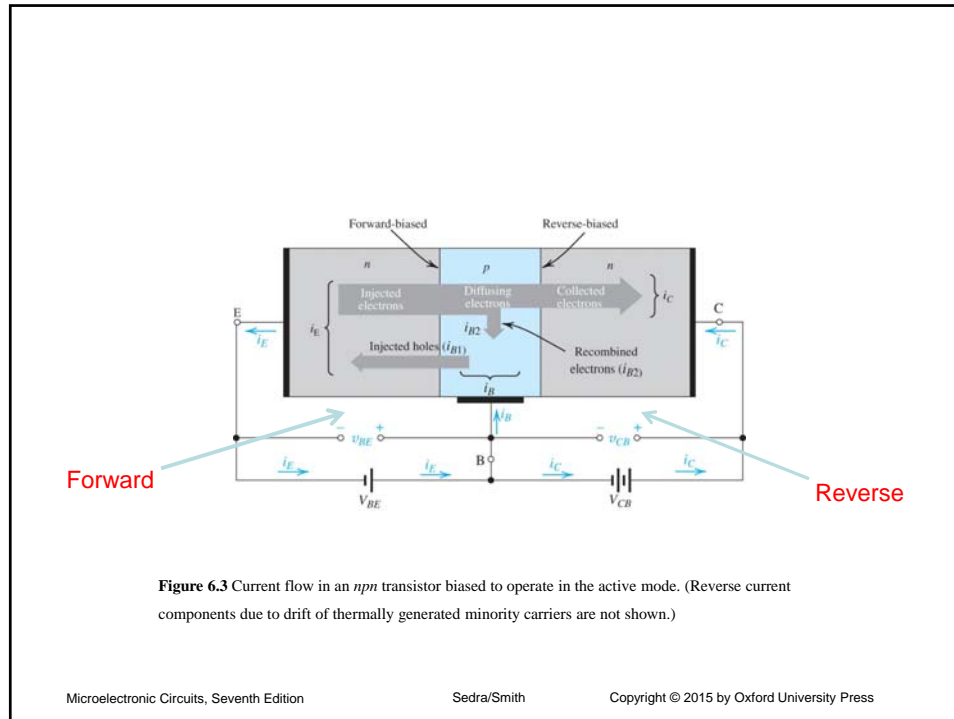 Forward-biased
Reverse-biased
n
p
n
Injected electrons
Diffusing electrons
Collected electrons
i_C
E
C
i_E
i_E
i_B2
i_C
Injected holes (i_B1)
Recombined
electrons (i_B2)
i_B
i_B
− v_BE +
− v_CB +
B
i_E
i_E
i_C
i_C
Forward
Reverse
V_BE
V_CB
Figure 6.3 Current flow in an npn transistor biased to operate in the active mode. (Reverse current
components due to drift of thermally generated minority carriers are not shown.)
Microelectronic Circuits, Seventh Edition Sedra/Smith Copyright © 2015 by Oxford University Press